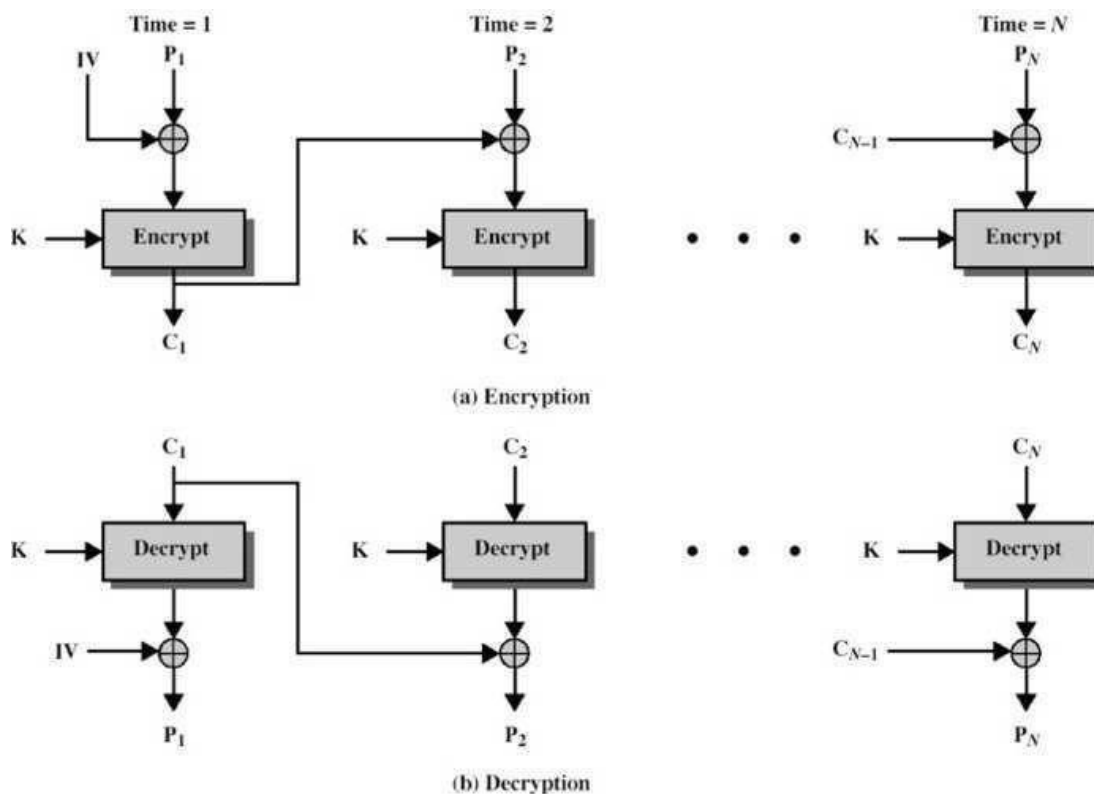 Time = 1 Time = 2 Time = N
IV P1 P2 PN
CN–1
K Encrypt K Encrypt • • • K Encrypt
C1 C2 CN
(a) Encryption
C1 C2 CN
K Decrypt K Decrypt • • • K Decrypt
IV CN–1
P1 P2 PN
(b) Decryption